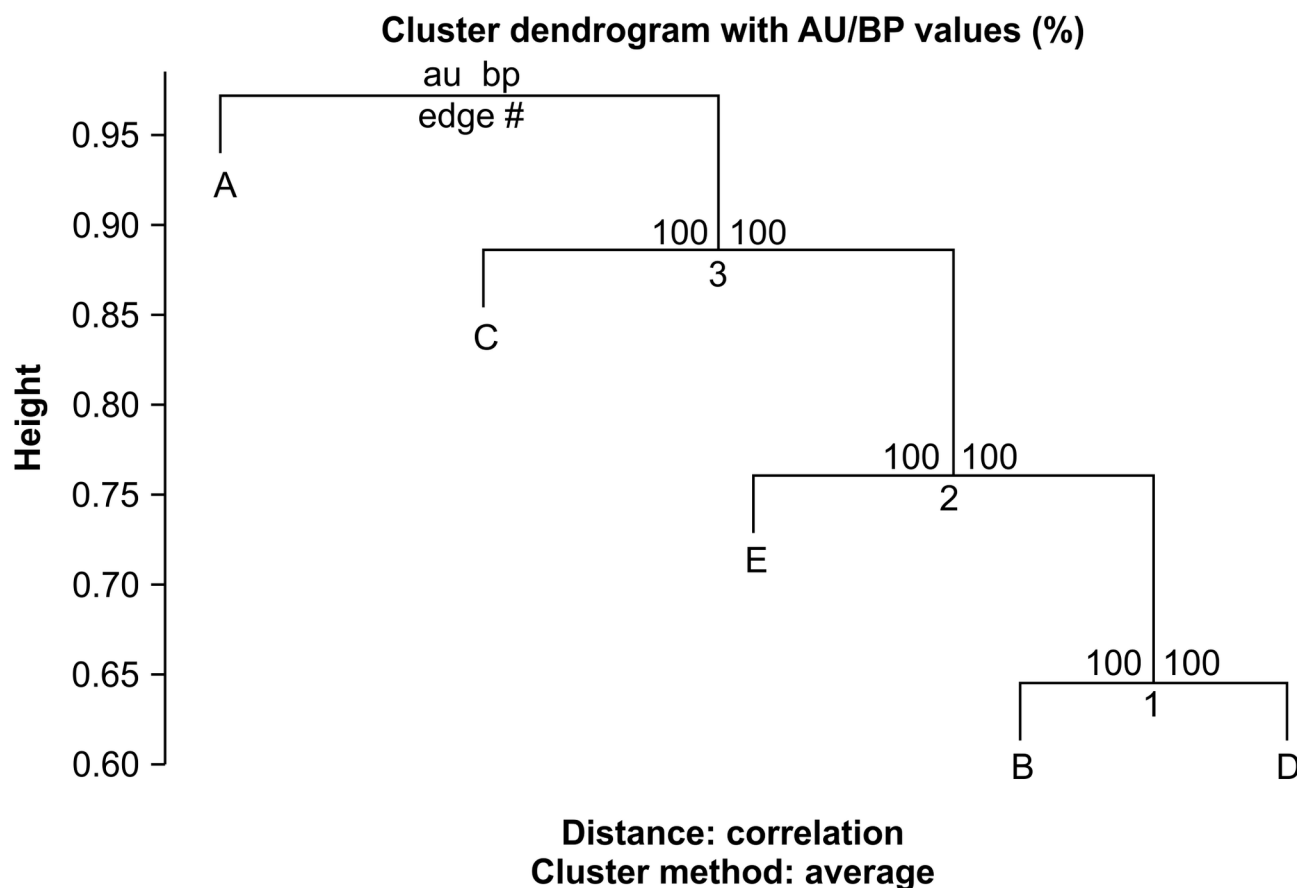 Cluster dendrogram with AU/BP values (%)
au bp
edge #
0.95
A
0.90
100 100
3
0.85
C
0.80
Height
100 100
2
0.75
E
0.70
100 100
0.65
1
0.60
B
D
Distance: correlation
Cluster method: average